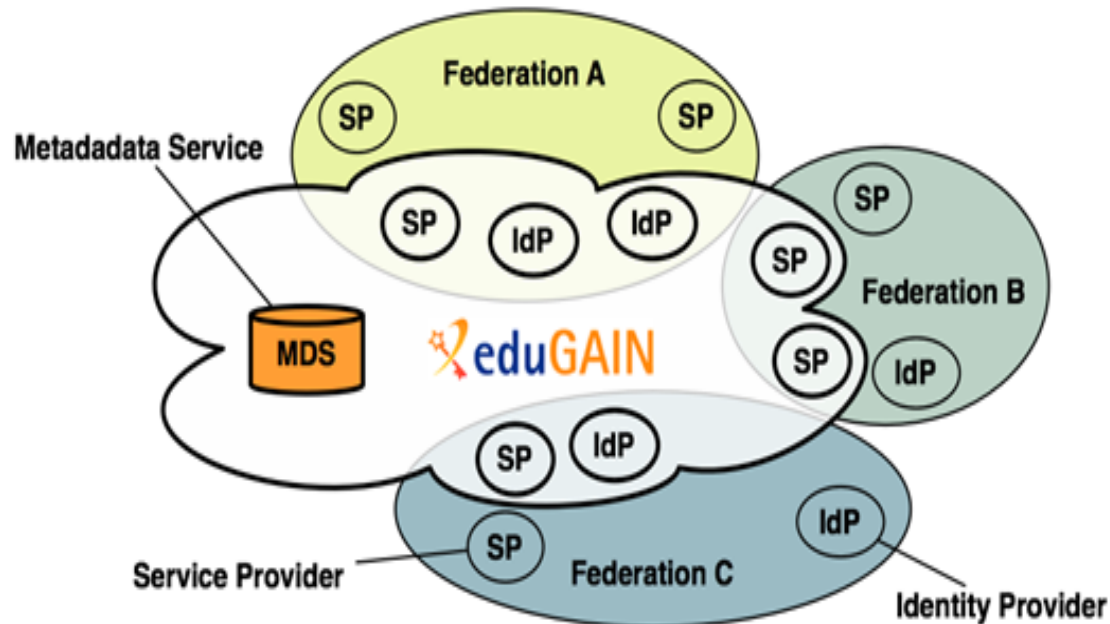 Federation A
SP
SP
Metadadata Service
SP
IdP
IdP
SP
SP
Federation B
MDS
eduGAIN
SP
IdP
SP
IdP
SP
IdP
Federation C
Service Provider
Identity Provider